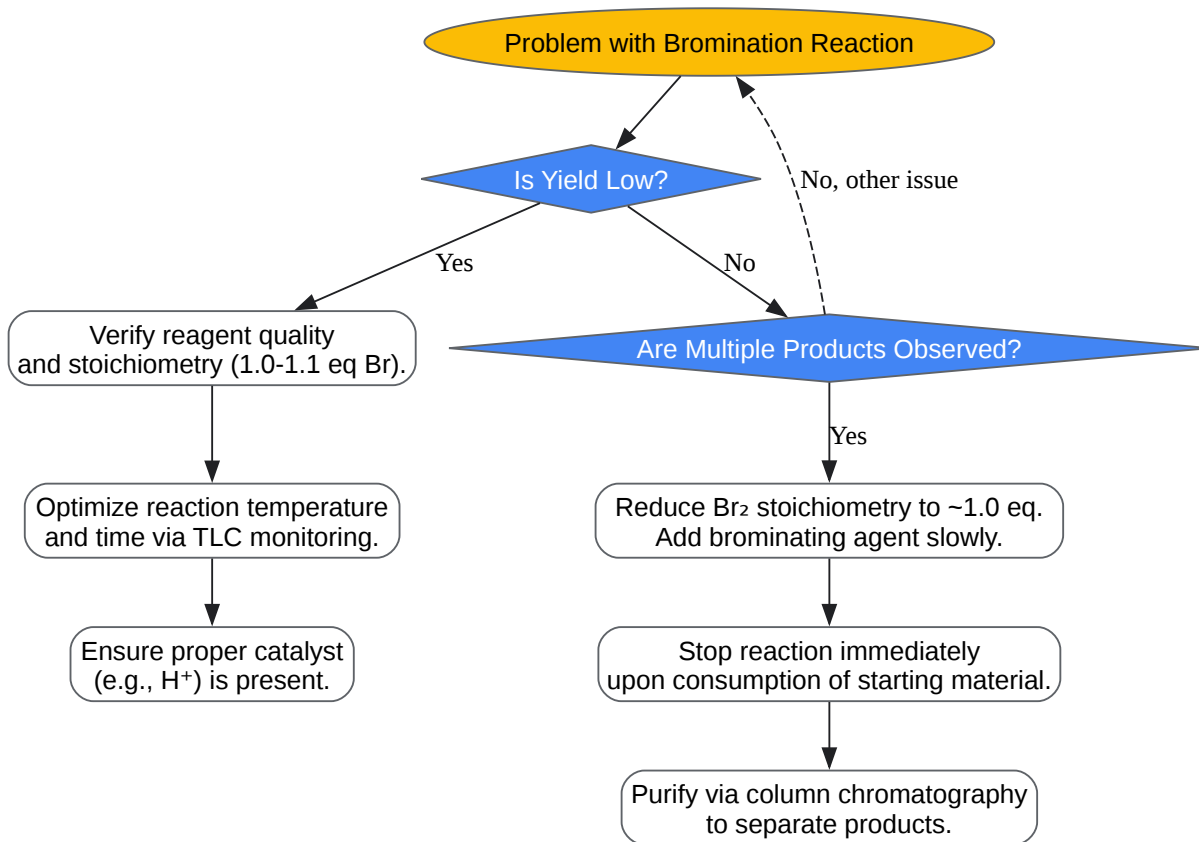 Problem with Bromination Reaction
Is Yield Low?
No, other issue
Yes
No
Verify reagent quality
and stoichiometry (1.0-1.1 eq Br).
Are Multiple Products Observed?
Yes
Optimize reaction temperature
and time via TLC monitoring.
Reduce Br₂ stoichiometry to ~1.0 eq.
Add brominating agent slowly.
Ensure proper catalyst
(e.g., H⁺) is present.
Stop reaction immediately
upon consumption of starting material.
Purify via column chromatography
to separate products.